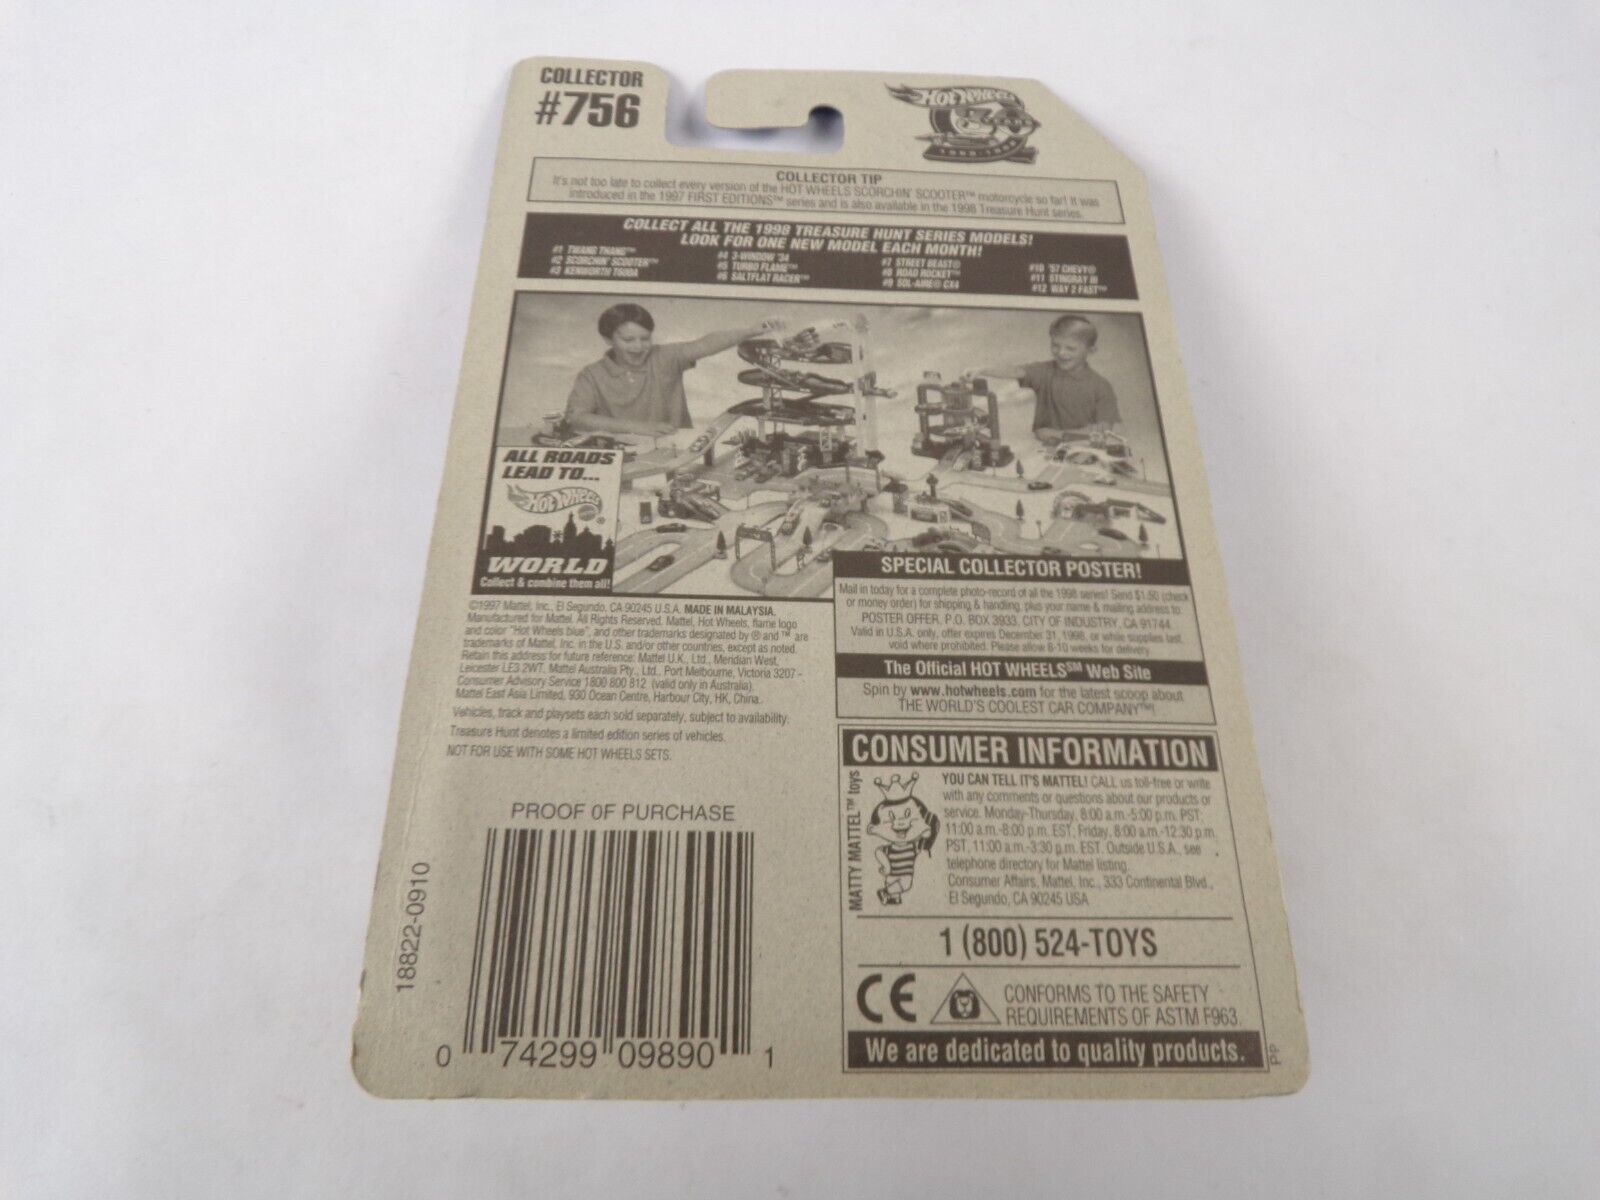 COLLECTOR
#756
Hot Wheels
COLLECTOR TIP
It's not too late to collect every version of the HOT WHEELS SCORCHIN' SCOOTER™ motorcycle so far! It was
introduced in the 1997 FIRST EDITIONS™ series and is also available in the 1998 Treasure Hunt series.
COLLECT ALL THE 1998 TREASURE HUNT SERIES MODELS!
LOOK FOR ONE NEW MODEL EACH MONTH!
#1 TWANG THANG™
#2 SCORCHIN' SCOOTER™
#3 KENWORTH T600A
#4 3-WINDOW '34
#5 TURBO FLAME™
#6 SALTFLAT RACER™
#7 STREET BEAST®
#8 ROAD ROCKET™
#9 SOL-AIRE® CX4
#10 '57 CHEVY®
#11 STINGRAY III
#12 WAY 2 FAST™
ALL ROADS
LEAD TO...
Hot Wheels
WORLD
Collect & combine them all!
©1997 Mattel, Inc., El Segundo, CA 90245 U.S.A. MADE IN MALAYSIA.
Manufactured for Mattel. All Rights Reserved. Mattel, Hot Wheels, flame logo
and color "Hot Wheels blue", and other trademarks designated by ® and ™ are
trademarks of Mattel, Inc. in the U.S. and/or other countries, except as noted.
Retain this address for future reference: Mattel U.K., Ltd., Meridian West,
Leicester LE3 2WT. Mattel Australia Pty., Ltd., Port Melbourne, Victoria 3207 -
Consumer Advisory Service 1800 800 812 (valid only in Australia).
Mattel East Asia Limited, 930 Ocean Centre, Harbour City, HK, China.
Vehicles, track and playsets each sold separately, subject to availability.
Treasure Hunt denotes a limited edition series of vehicles.
NOT FOR USE WITH SOME HOT WHEELS SETS.
SPECIAL COLLECTOR POSTER!
Mail in today for a complete photo-record of all the 1998 series! Send $1.50 (check
or money order) for shipping & handling, plus your name & mailing address to:
POSTER OFFER, P.O. BOX 3933, CITY OF INDUSTRY, CA 91744.
Valid in U.S.A. only, offer expires December 31, 1998, or while supplies last,
void where prohibited. Please allow 8-10 weeks for delivery.
The Official HOT WHEELS℠ Web Site
Spin by www.hotwheels.com for the latest scoop about
THE WORLD'S COOLEST CAR COMPANY™!
CONSUMER INFORMATION
MATTY MATTEL™ toys
YOU CAN TELL IT'S MATTEL! CALL us toll-free or write
with any comments or questions about our products or
service. Monday-Thursday, 8:00 a.m.-5:00 p.m. PST;
11:00 a.m.-8:00 p.m. EST; Friday, 8:00 a.m.-12:30 p.m.
PST, 11:00 a.m.-3:30 p.m. EST. Outside U.S.A., see
telephone directory for Mattel listing.
Consumer Affairs, Mattel, Inc., 333 Continental Blvd.,
El Segundo, CA 90245 USA
1 (800) 524-TOYS
CE
CONFORMS TO THE SAFETY
REQUIREMENTS OF ASTM F963.
We are dedicated to quality products.
PP
PROOF OF PURCHASE
18822-0910
0 74299 09890 1